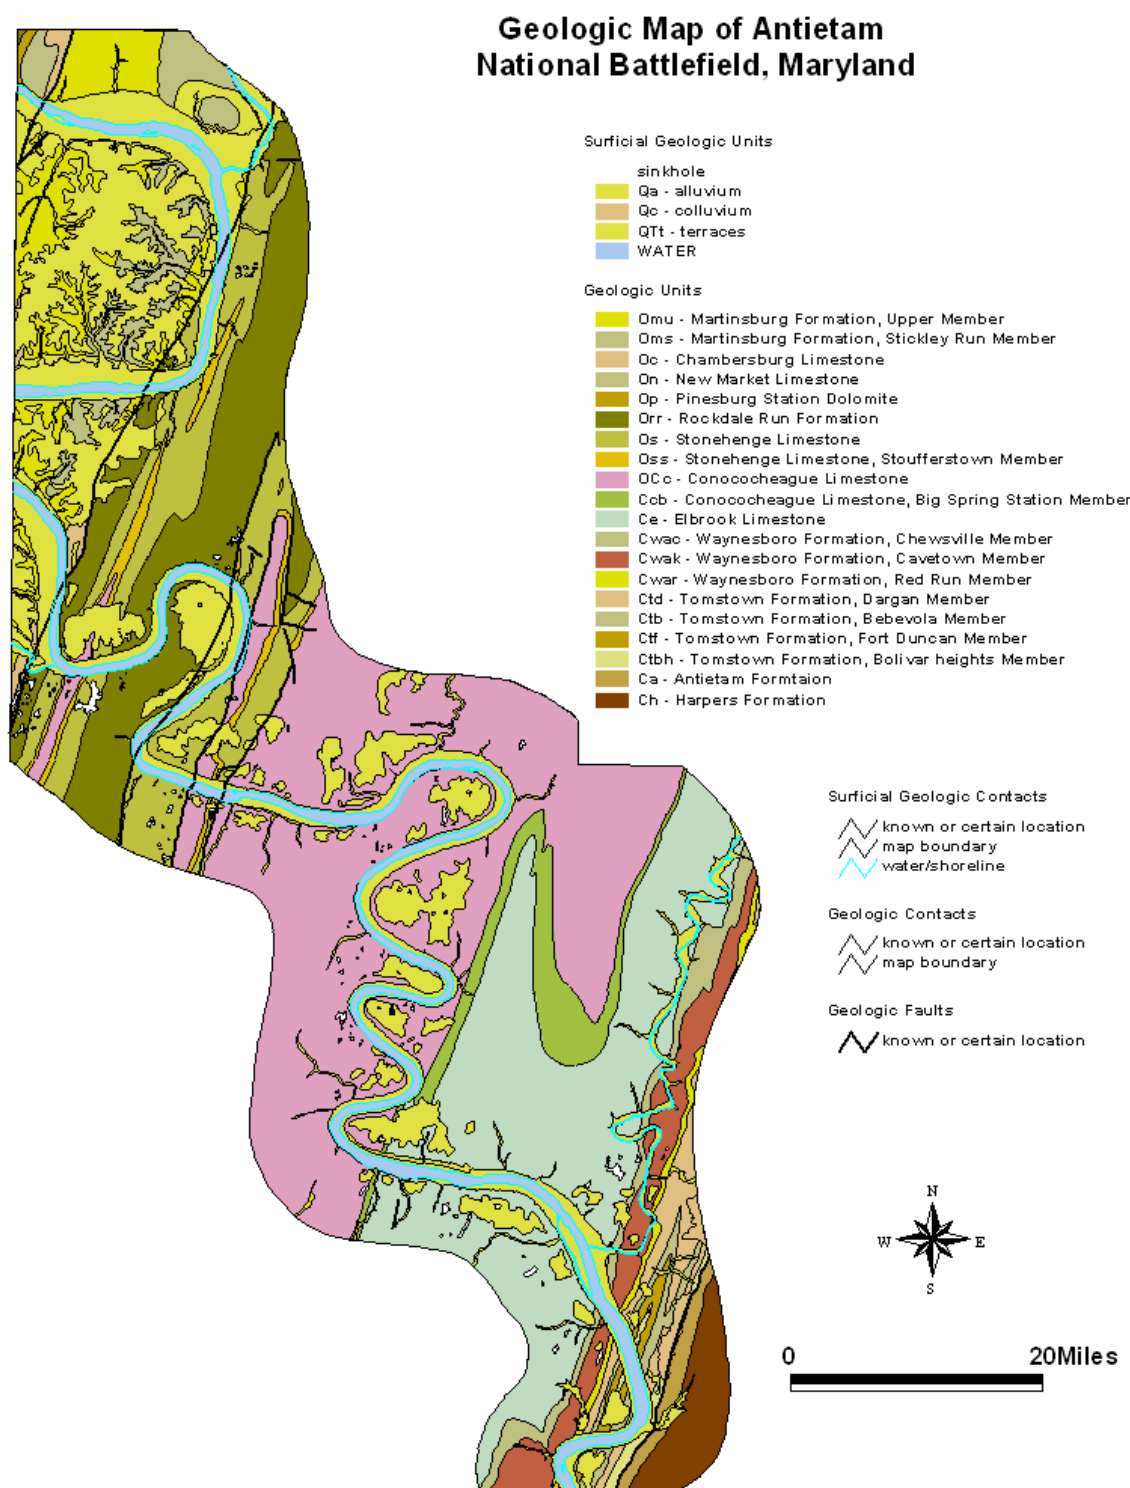 Geologic Map of Antietam
National Battlefield, Maryland
Surficial Geologic Units
sinkhole
Qa - alluvium
Qc - colluvium
QTt - terraces
WATER
Geologic Units
Omu - Martinsburg Formation, Upper Member
Oms - Martinsburg Formation, Stickley Run Member
Oc - Chambersburg Limestone
On - New Market Limestone
Op - Pinesburg Station Dolomite
Orr - Rockdale Run Formation
Os - Stonehenge Limestone
Oss - Stonehenge Limestone, Stoufferstown Member
OCc - Conococheague Limestone
Ccb - Conococheague Limestone, Big Spring Station Member
Ce - Elbrook Limestone
Cwac - Waynesboro Formation, Chewsville Member
Cwak - Waynesboro Formation, Cavetown Member
Cwar - Waynesboro Formation, Red Run Member
Ctd - Tomstown Formation, Dargan Member
Ctb - Tomstown Formation, Bebevola Member
Ctf - Tomstown Formation, Fort Duncan Member
Ctbh - Tomstown Formation, Bolivar heights Member
Ca - Antietam Formtaion
Ch - Harpers Formation
Surficial Geologic Contacts
known or certain location
map boundary
water/shoreline
Geologic Contacts
known or certain location
map boundary
Geologic Faults
known or certain location
N
W E
S
0 20Miles